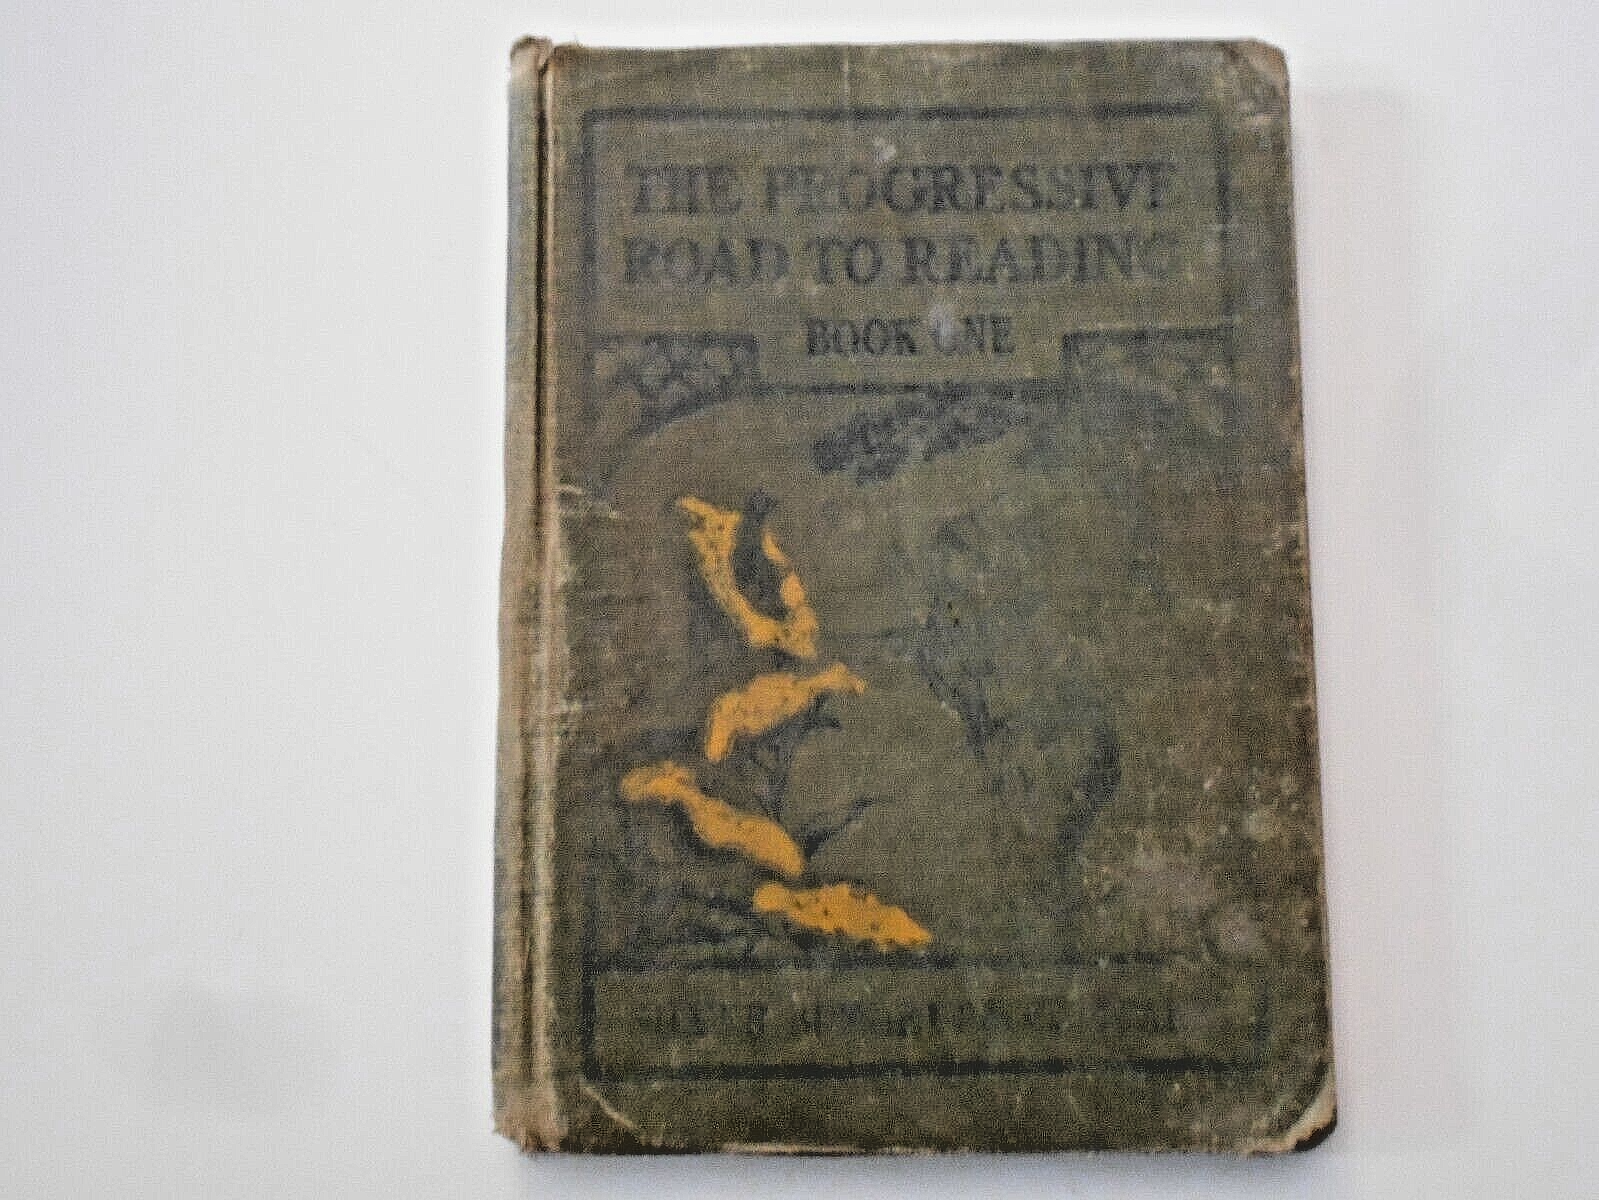 THE PROGRESSIVE
ROAD TO READING
BOOK ONE